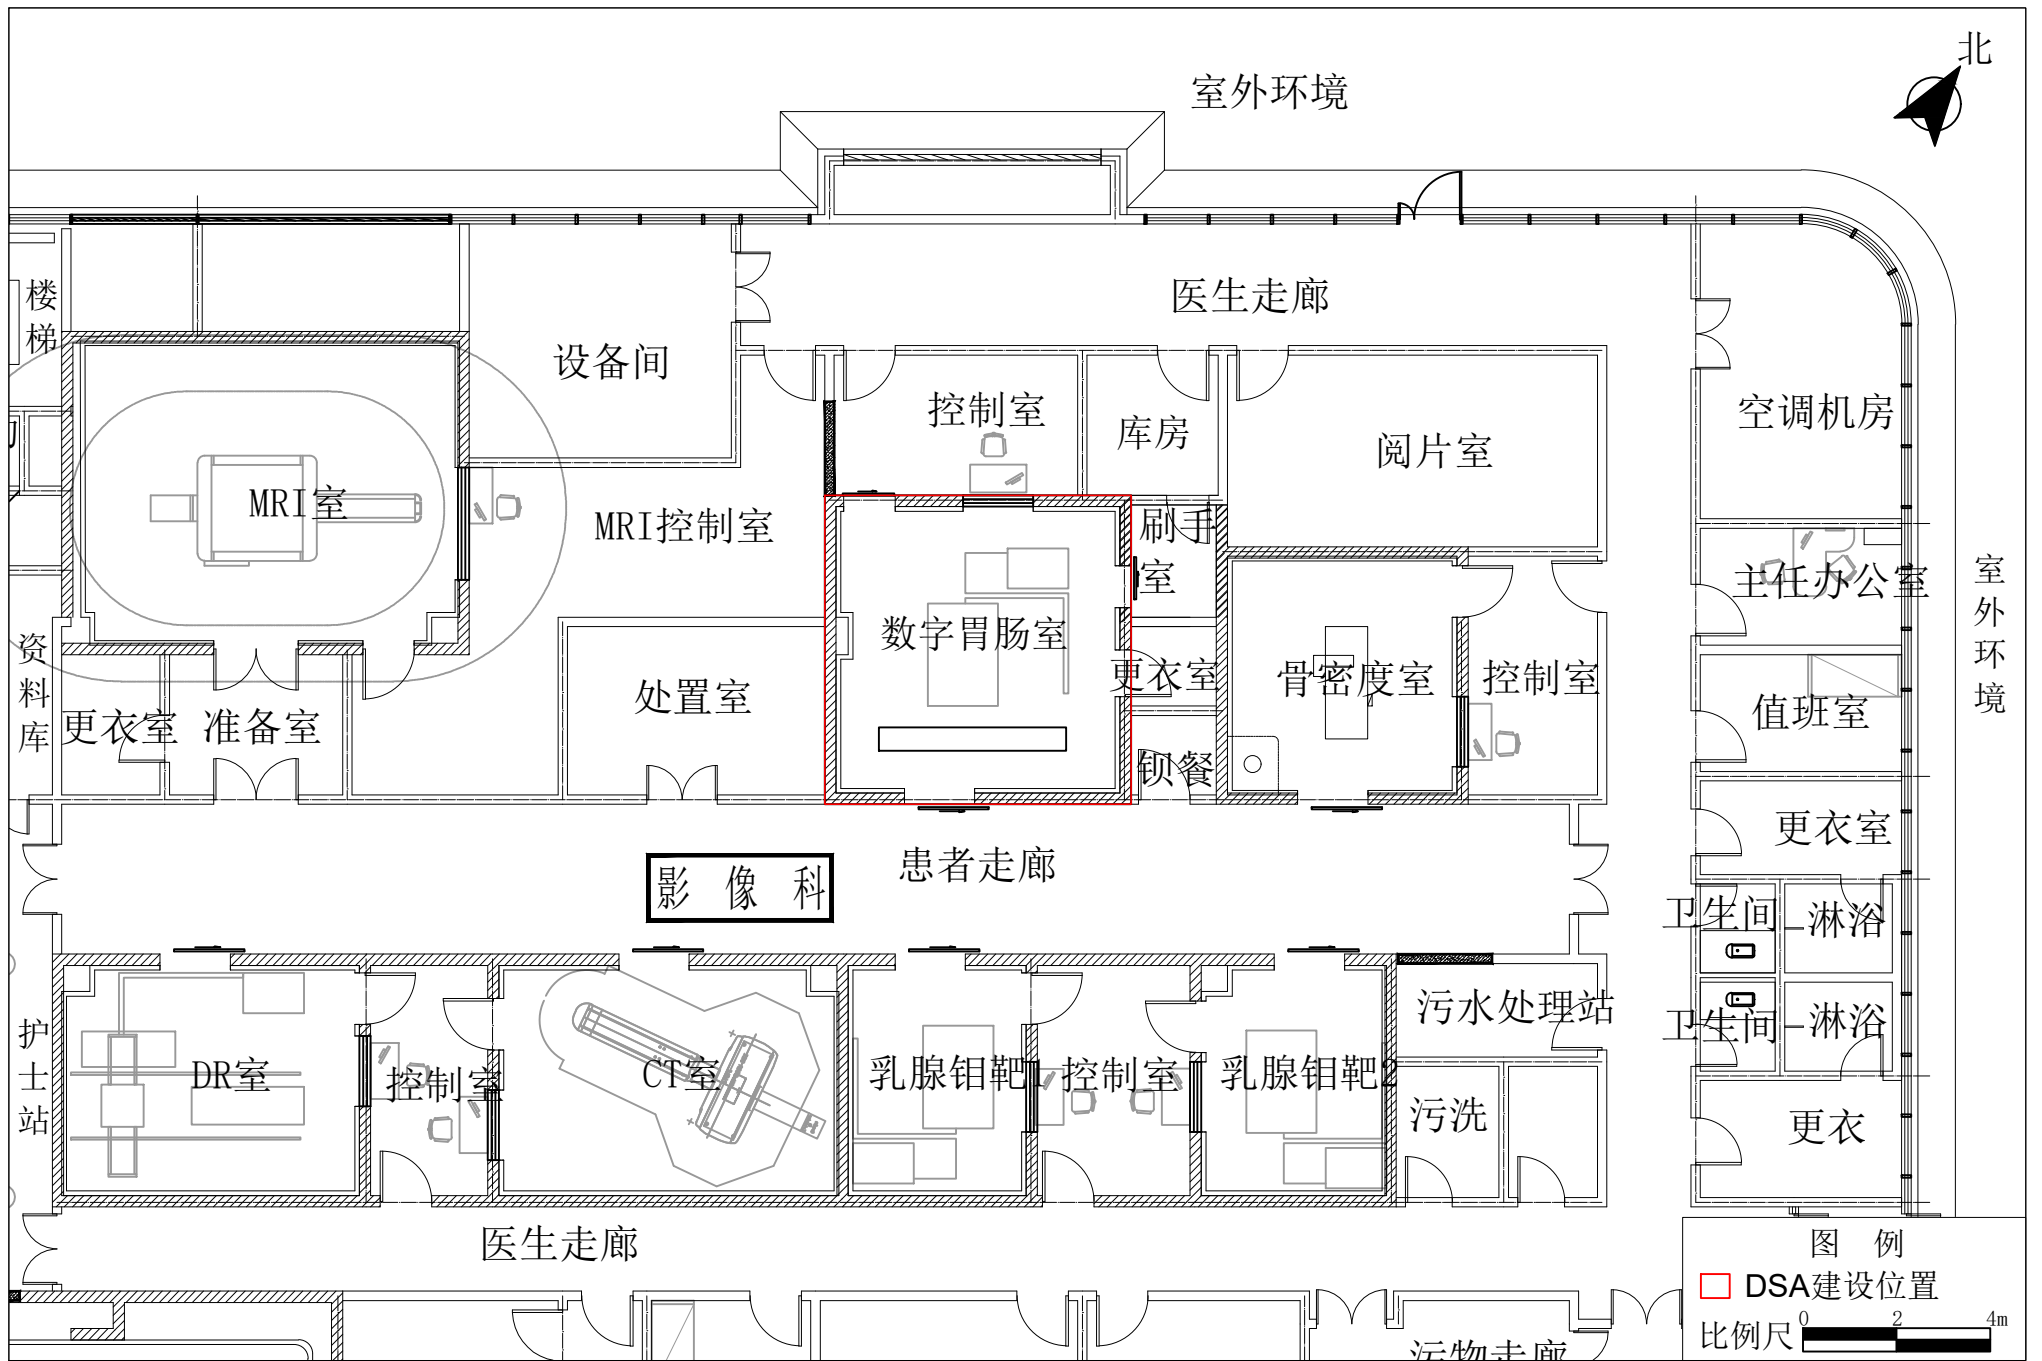 北
室外环境
楼梯
医生走廊
设备间
控制室
库房
阅片室
空调机房
MRI室
MRI控制室
刷手室
主任办公室
室外环境
数字胃肠室
更衣室
骨密度室
控制室
资料库
更衣室
准备室
处置室
值班室
钡餐
更衣室
影 像 科
患者走廊
卫生间
淋浴
污水处理站
卫生间
淋浴
护士站
DR室
控制室
CT室
乳腺钼靶1
控制室
乳腺钼靶2
污洗
更衣
医生走廊
图 例
DSA建设位置
比例尺
0 2 4m
污物走廊